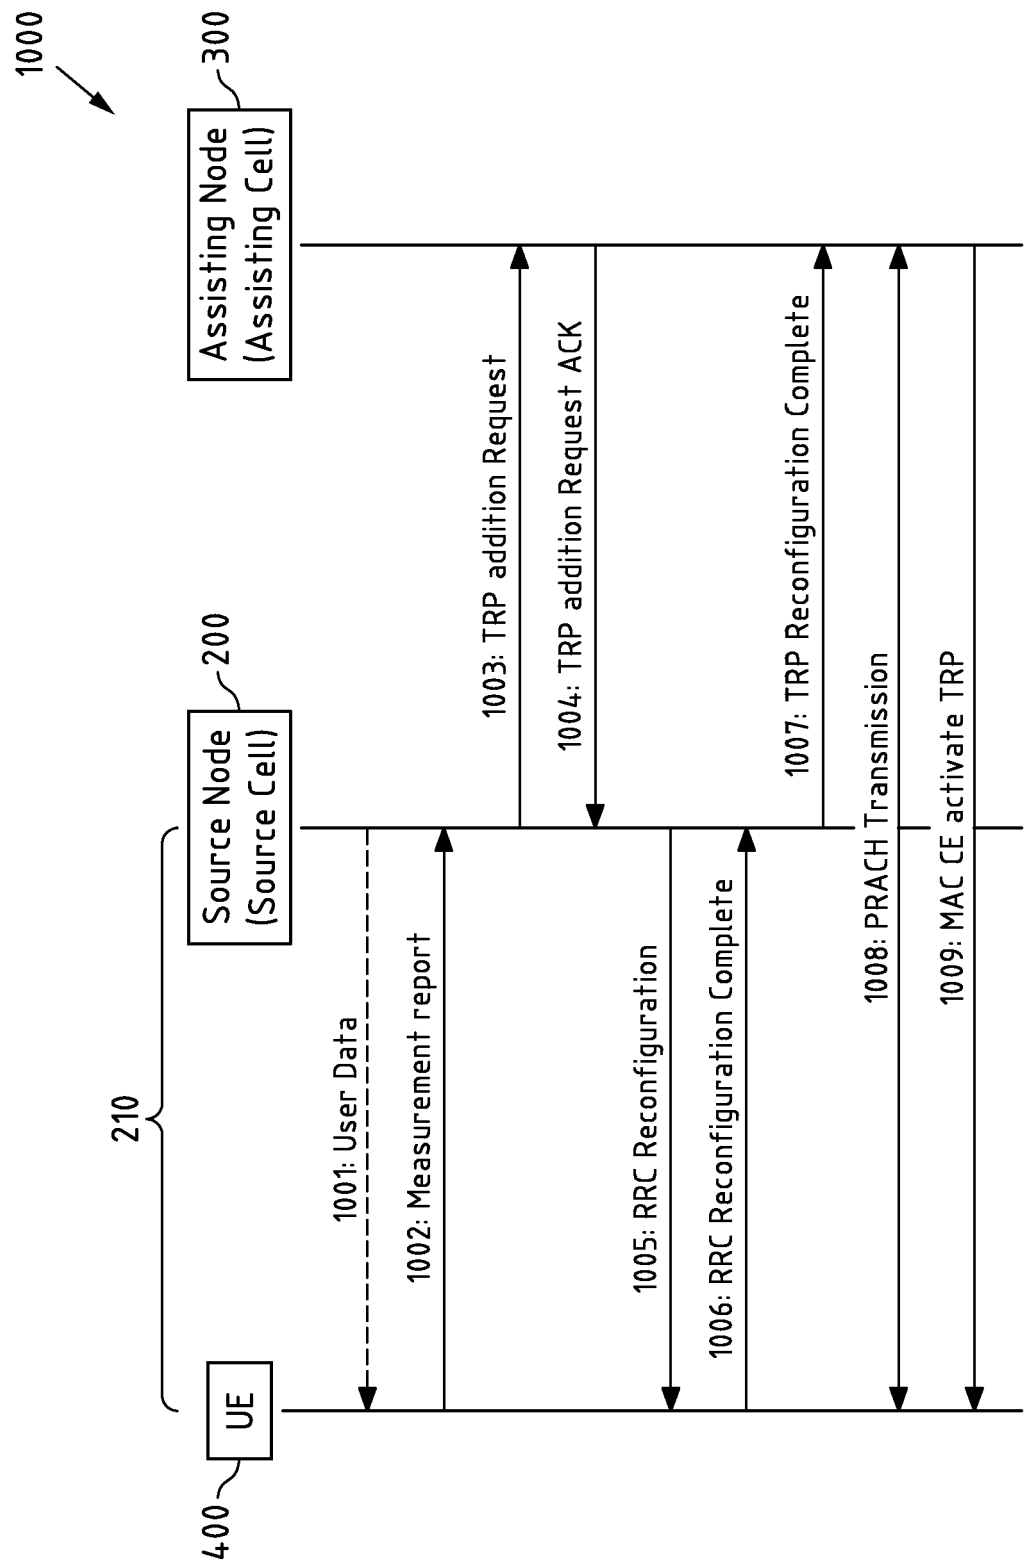 1000
400
UE
210
Source Node
(Source Cell)
200
Assisting Node
(Assisting Cell)
300
1001: User Data
1002: Measurement report
1003: TRP addition Request
1004: TRP addition Request ACK
1005: RRC Reconfiguration
1006: RRC Reconfiguration Complete
1007: TRP Reconfiguration Complete
1008: PRACH Transmission
1009: MAC CE activate TRP